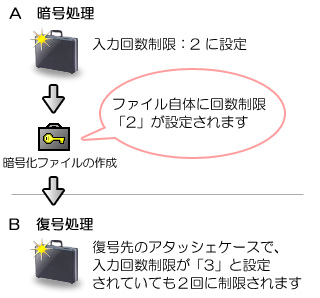 A 暗号処理
入力回数制限：2 に設定
ファイル自体に回数制限
「2」が設定されます
暗号化ファイルの作成
B 復号処理
復号先のアタッシェケースで、
入力回数制限が「3」と設定
されていても2回に制限されます